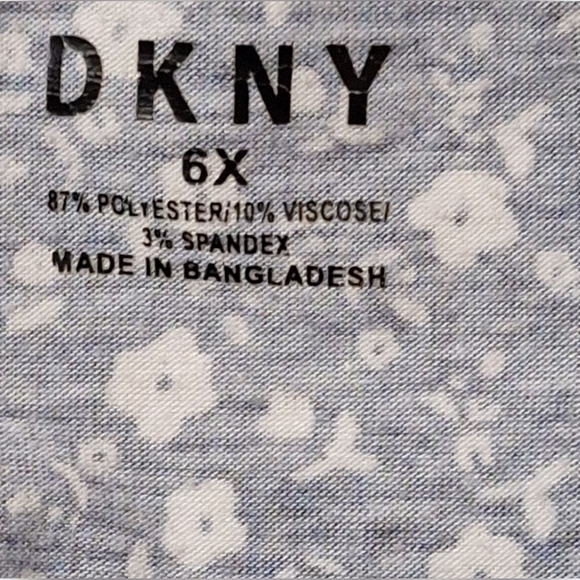 DKNY
6X
87% POLYESTER/10% VISCOSE/
3% SPANDEX
MADE IN BANGLADESH